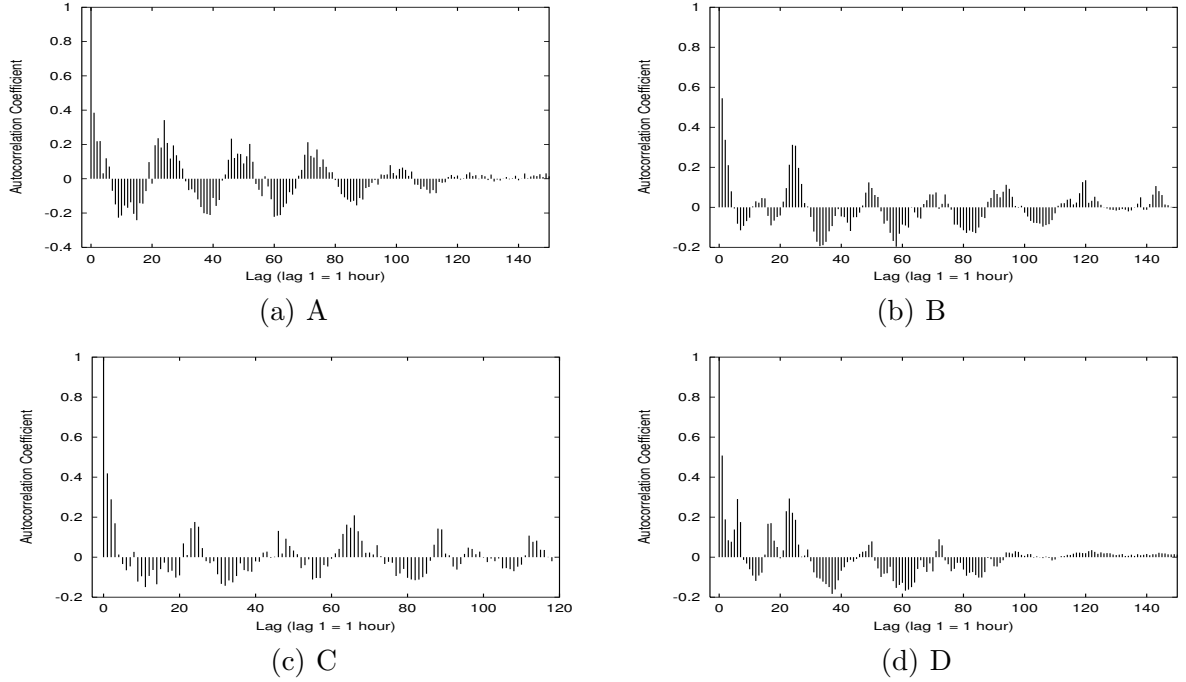 Autocorrelation Coefficient
1
0.8
0.6
0.4
0.2
0
-0.2
-0.4
0 20 40 60 80 100 120 140
Lag (lag 1 = 1 hour)
(a) A
Autocorrelation Coefficient
1
0.8
0.6
0.4
0.2
0
-0.2
0 20 40 60 80 100 120 140
Lag (lag 1 = 1 hour)
(b) B
Autocorrelation Coefficient
1
0.8
0.6
0.4
0.2
0
-0.2
0 20 40 60 80 100 120
Lag (lag 1 = 1 hour)
(c) C
Autocorrelation Coefficient
1
0.8
0.6
0.4
0.2
0
-0.2
0 20 40 60 80 100 120 140
Lag (lag 1 = 1 hour)
(d) D